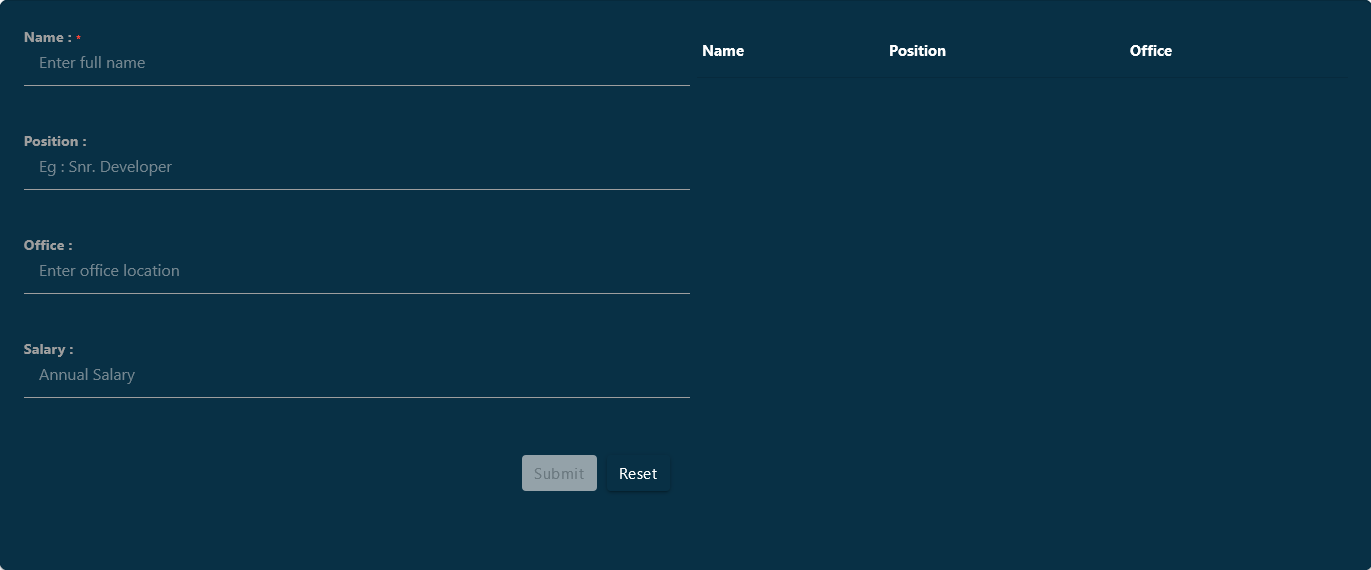 Name : *
Enter full name
Position :
Eg : Snr. Developer
Office :
Enter office location
Salary :
Annual Salary
Submit Reset
Name Position Office